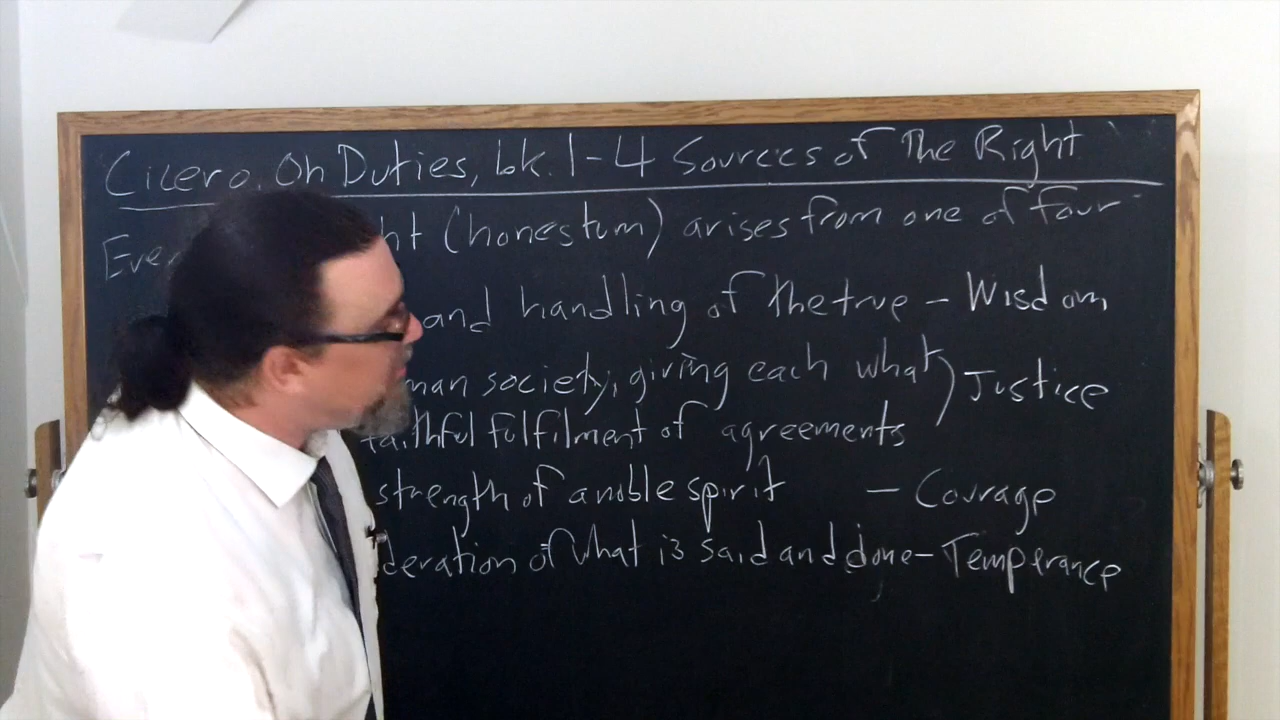 Cicero, On Duties, bk. 1-4 Sources of The Right
Eve ht (honestum) arises from one of four
and handling of the true - Wisdom
man society, giving each what) Justice
faithful fulfilment of agreements
strength of a noble spirit - Courage
deration of what is said and done - Temperance